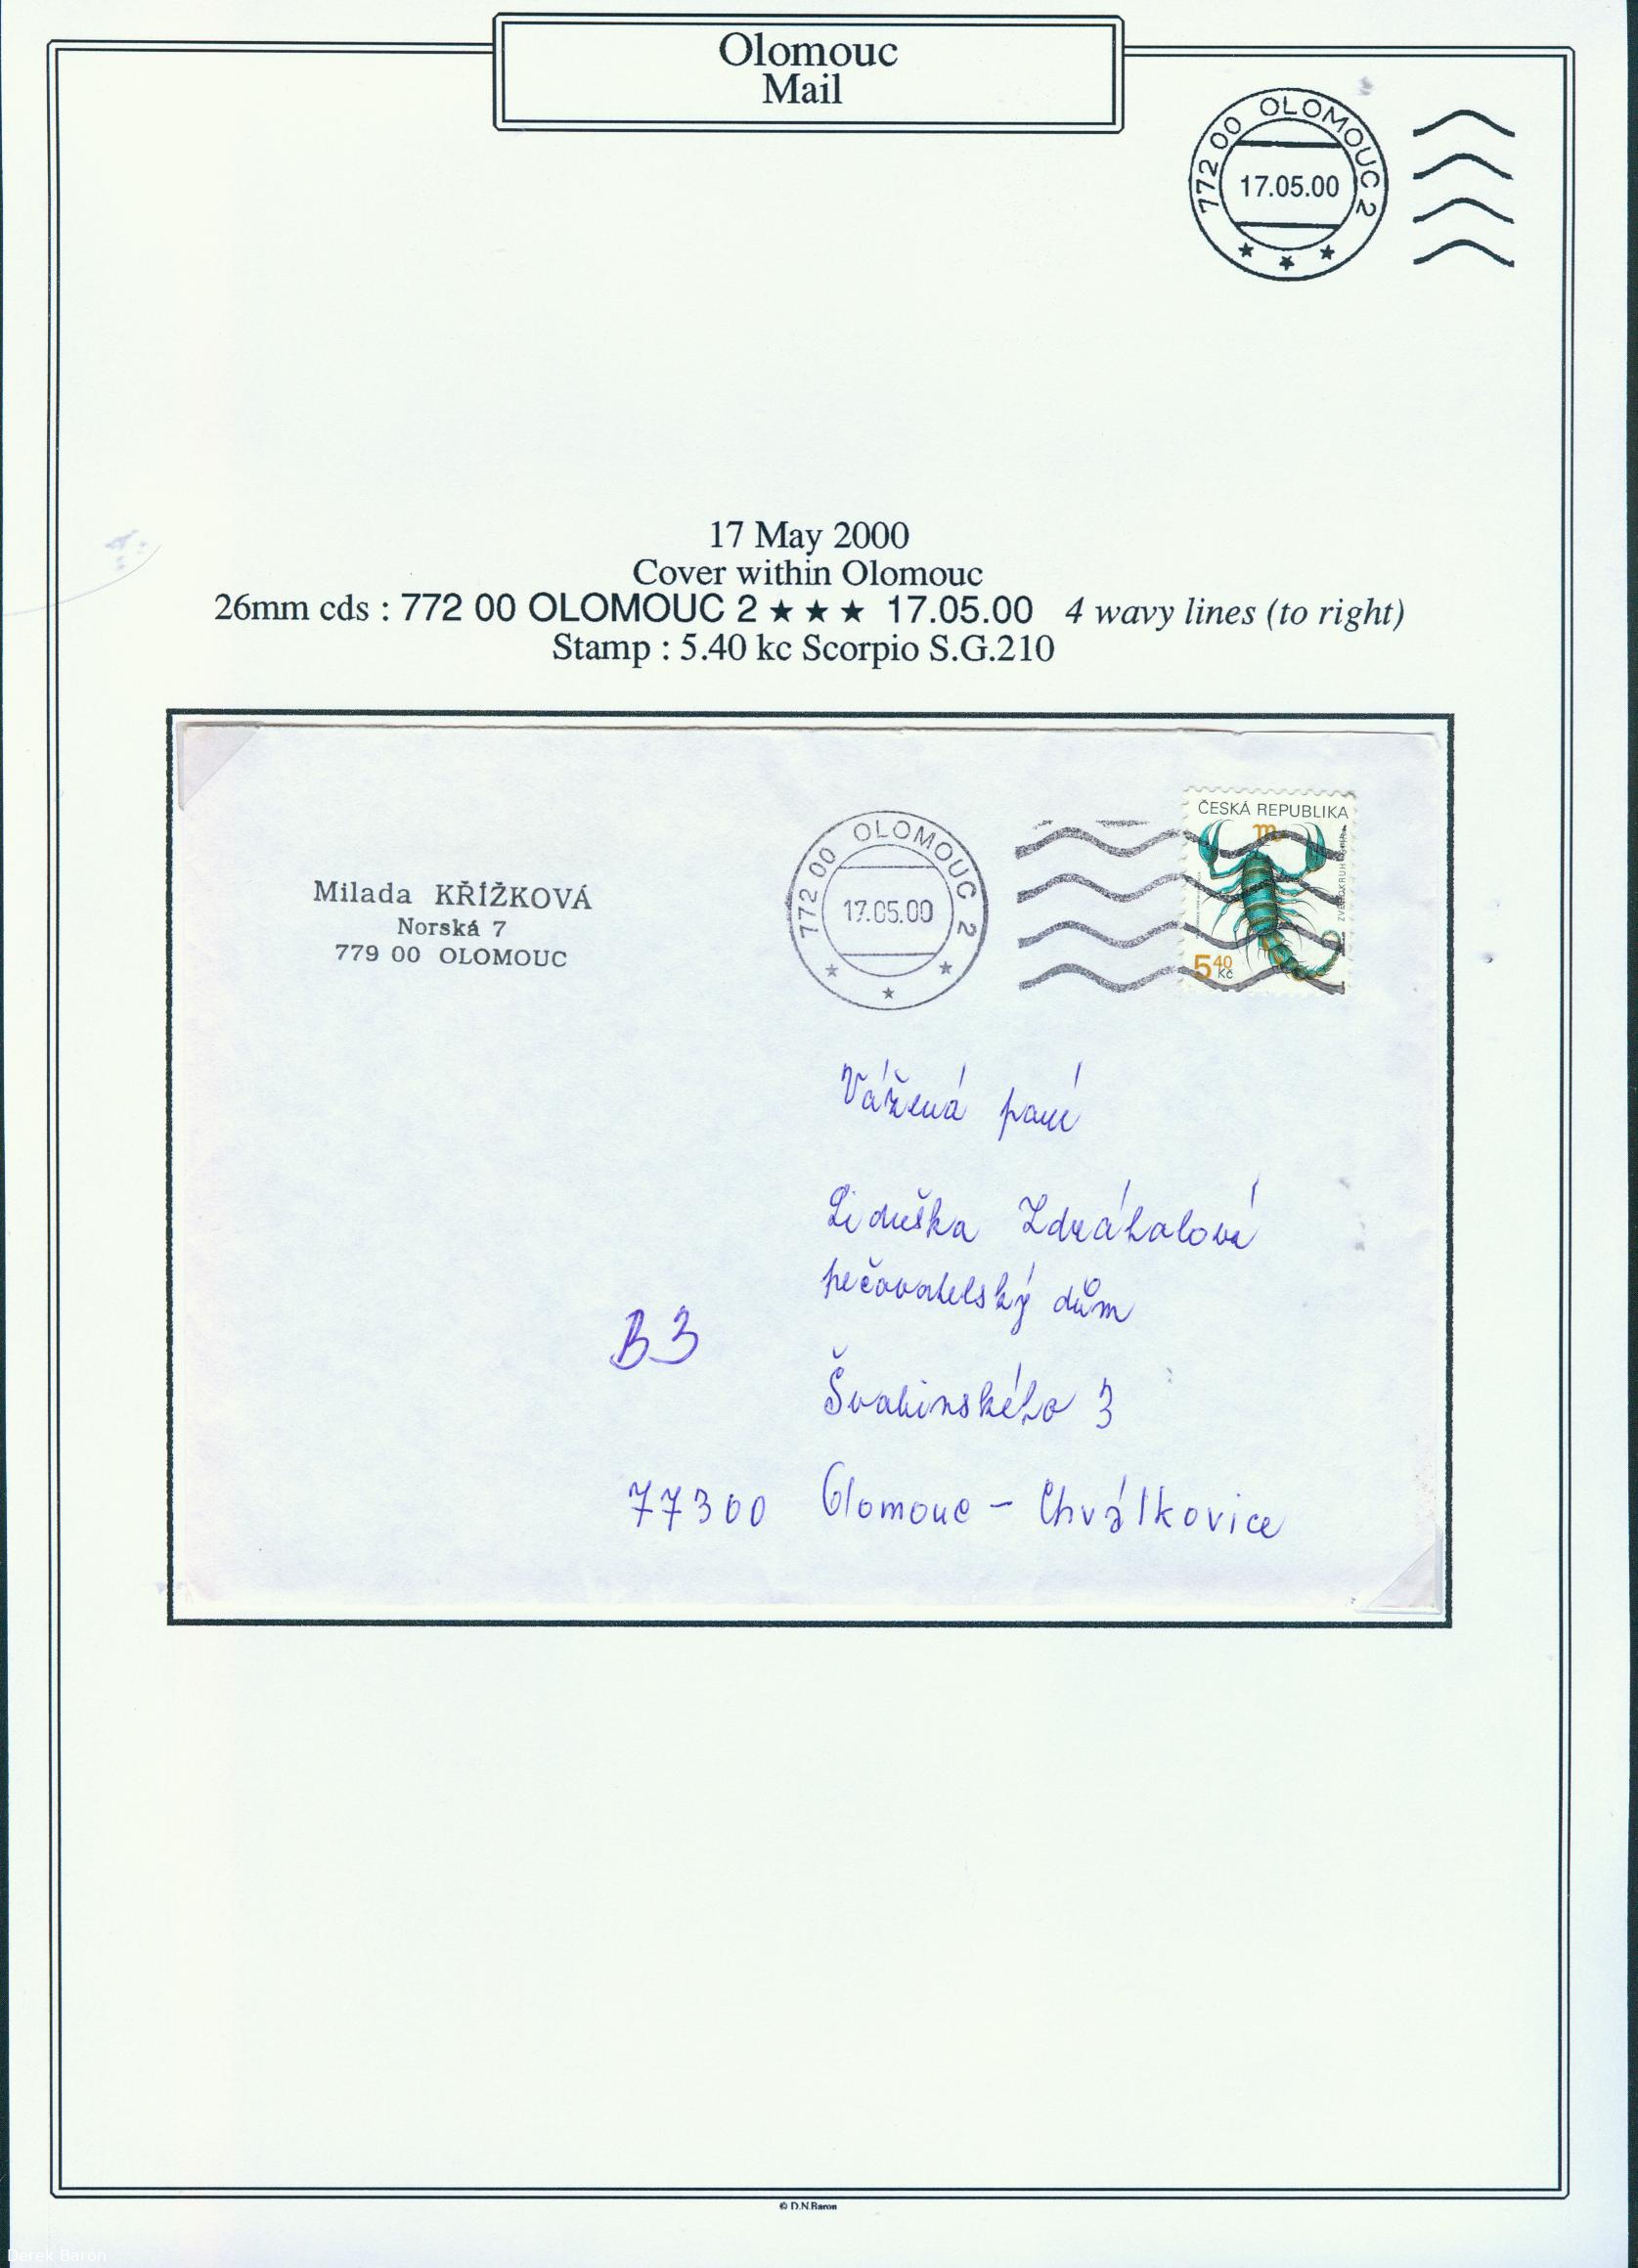 Olomouc
Mail
772 00 OLOMOUC 2
17.05.00
★ ★ ★
17 May 2000
Cover within Olomouc
26mm cds : 772 00 OLOMOUC 2 ★ ★ ★ 17.05.00 4 wavy lines (to right)
Stamp : 5.40 kc Scorpio S.G.210
Milada KŘÍŽKOVÁ
Norská 7
779 00 OLOMOUC
772 00 OLOMOUC 2
17.05.00
ČESKÁ REPUBLIKA
5 40
Kč
Vážená paní
Liduška Zdráhalová
pečovatelský dům
B3
Švabinského 3
77300 Olomouc - Chválkovice
© D.N.Baron
Derek Baron